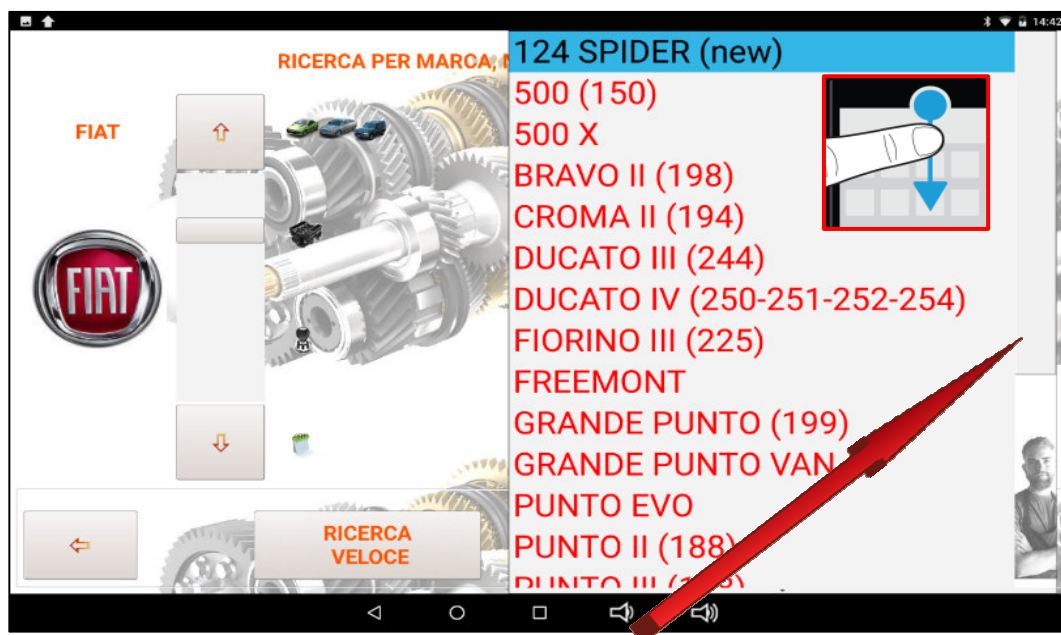 14:42
RICERCA PER MARCA,
FIAT
FIAT
RICERCA
VELOCE
124 SPIDER (new)
500 (150)
500 X
BRAVO II (198)
CROMA II (194)
DUCATO III (244)
DUCATO IV (250-251-252-254)
FIORINO III (225)
FREEMONT
GRANDE PUNTO (199)
GRANDE PUNTO VAN
PUNTO EVO
PUNTO II (188)
PUNTO III